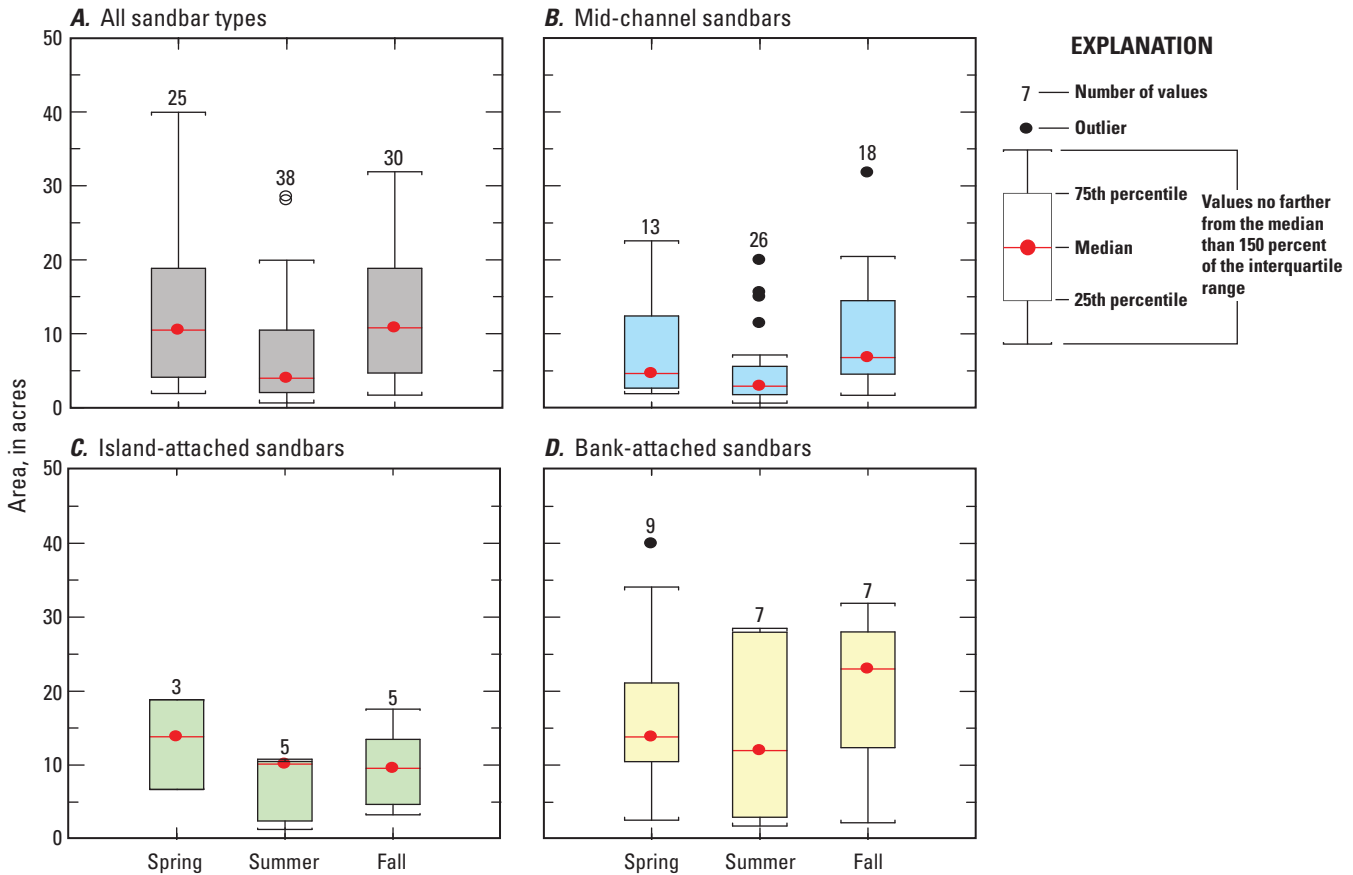 A. All sandbar types
50
40
30
20
10
0
25
38
30
B. Mid-channel sandbars
13
26
18
EXPLANATION
7 Number of values
Outlier
75th percentile
Median
25th percentile
Values no farther
from the median
than 150 percent
of the interquartile
range
Area, in acres
C. Island-attached sandbars
50
40
30
20
10
0
3
5
5
Spring Summer Fall
D. Bank-attached sandbars
9
7
7
Spring Summer Fall